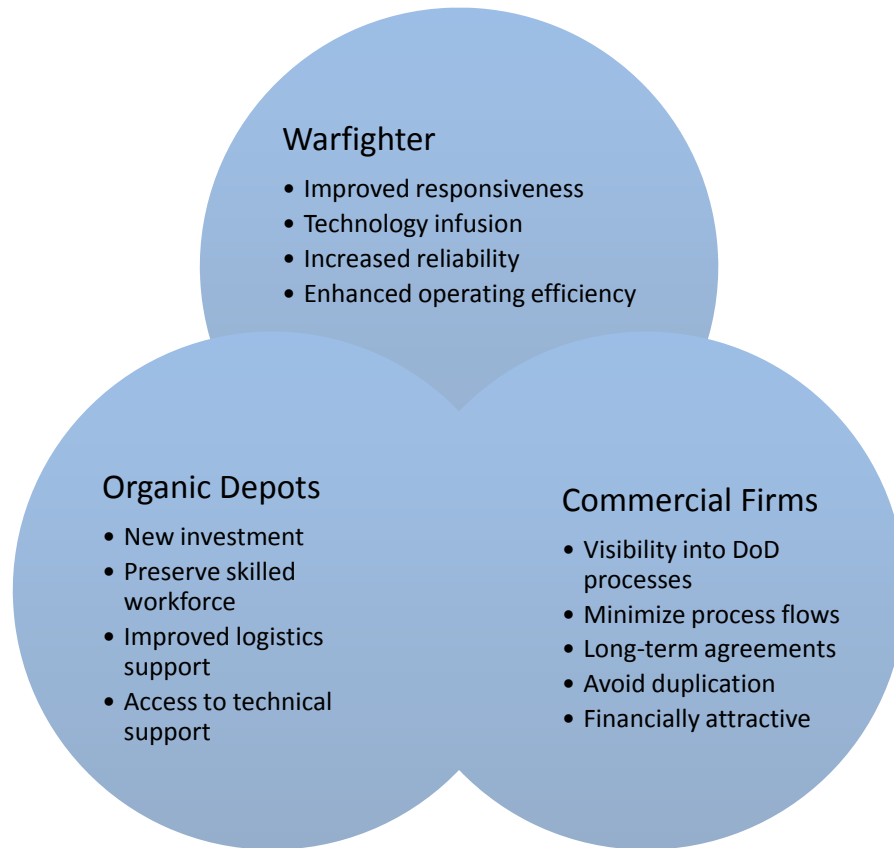 Warfighter
• Improved responsiveness
• Technology infusion
• Increased reliability
• Enhanced operating efficiency
Organic Depots
• New investment
• Preserve skilled
workforce
• Improved logistics
support
• Access to technical
support
Commercial Firms
• Visibility into DoD
processes
• Minimize process flows
• Long-term agreements
• Avoid duplication
• Financially attractive